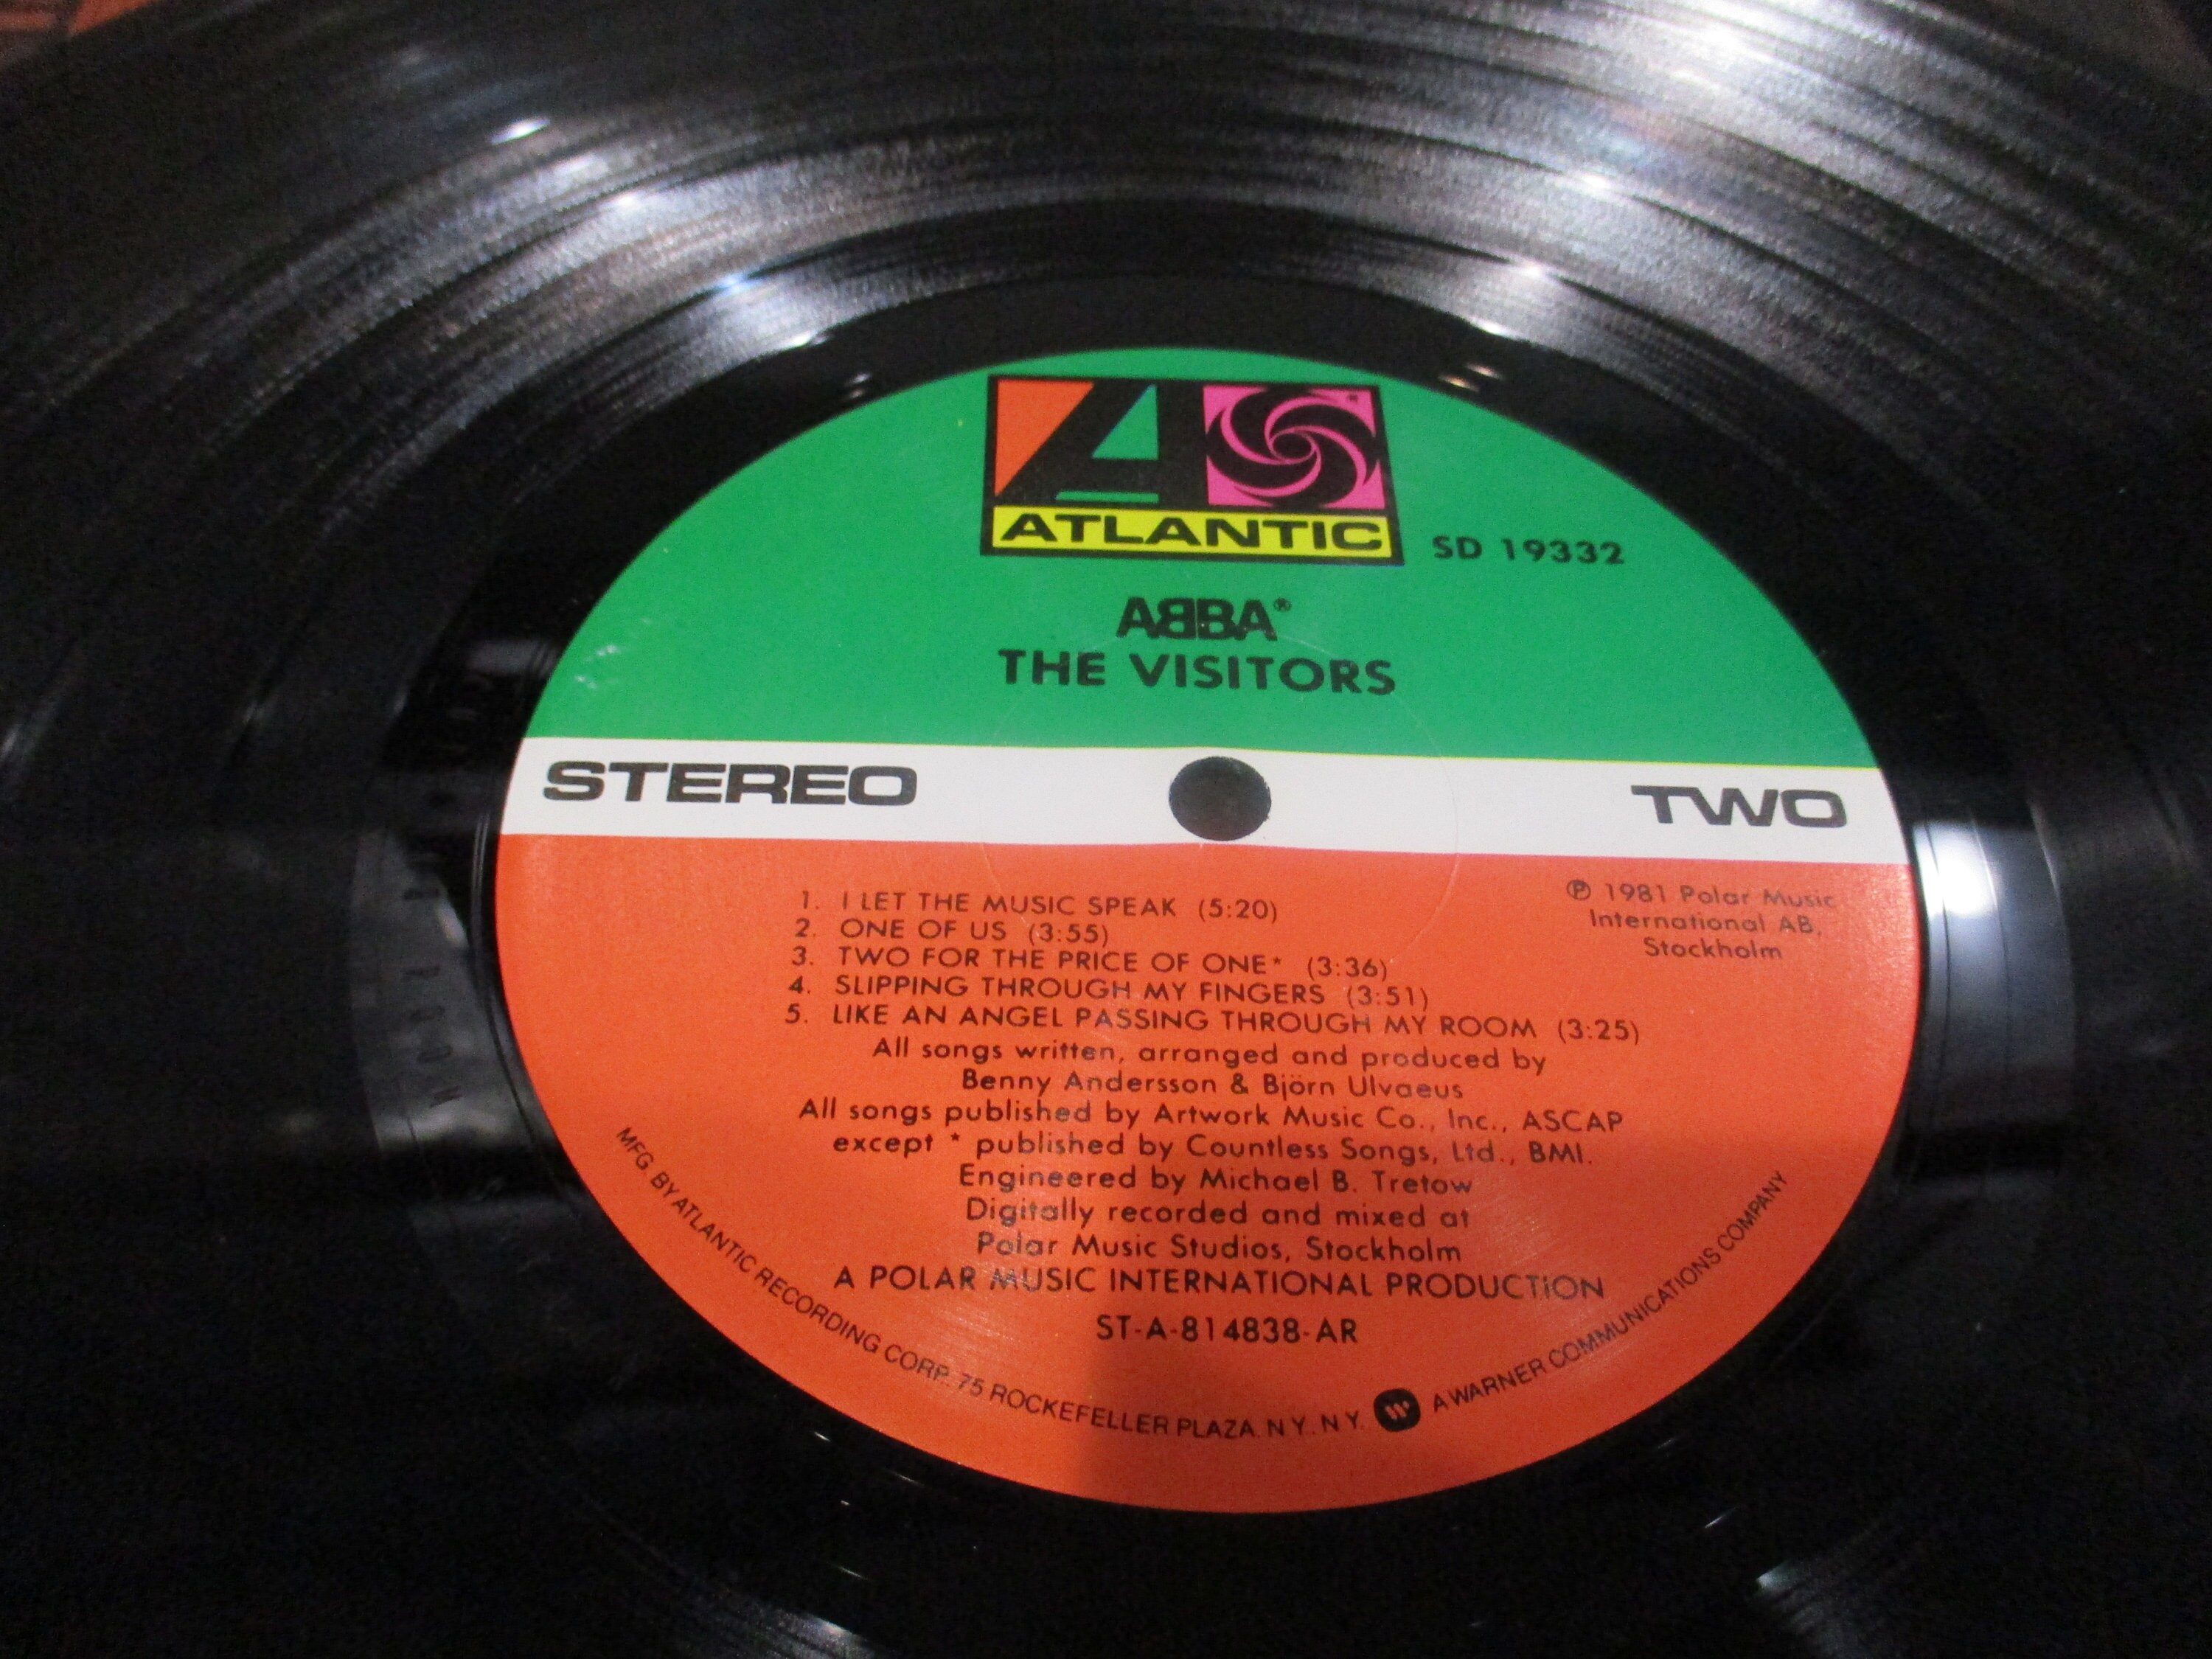 ATLANTIC
SD 19332
ABBA®
THE VISITORS
STEREO
TWO
1. I LET THE MUSIC SPEAK (5:20)
2. ONE OF US (3:55)
3. TWO FOR THE PRICE OF ONE* (3:36)
4. SLIPPING THROUGH MY FINGERS (3:51)
5. LIKE AN ANGEL PASSING THROUGH MY ROOM (3:25)
℗ 1981 Polar Music
International AB,
Stockholm
All songs written, arranged and produced by
Benny Andersson & Björn Ulvaeus
All songs published by Artwork Music Co., Inc., ASCAP
except * published by Countless Songs, Ltd., BMI.
Engineered by Michael B. Tretow
Digitally recorded and mixed at
Polar Music Studios, Stockholm
A POLAR MUSIC INTERNATIONAL PRODUCTION
ST-A-814838-AR
MFG. BY ATLANTIC RECORDING CORP. 75 ROCKEFELLER PLAZA. N.Y. N.Y. A WARNER COMMUNICATIONS COMPANY